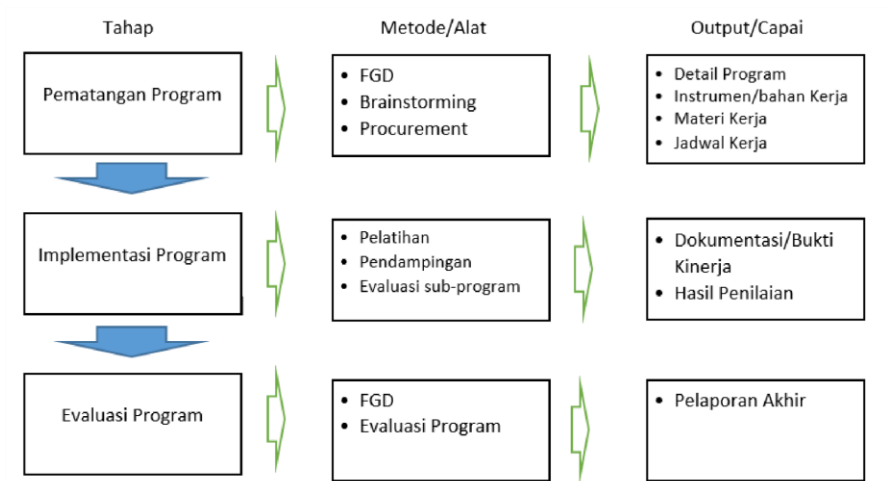 Tahap
Metode/Alat
Output/Capai
Pematangan Program
• FGD
• Brainstorming
• Procurement
• Detail Program
• Instrumen/bahan Kerja
• Materi Kerja
• Jadwal Kerja
Implementasi Program
• Pelatihan
• Pendampingan
• Evaluasi sub-program
• Dokumentasi/Bukti
Kinerja
• Hasil Penilaian
Evaluasi Program
• FGD
• Evaluasi Program
• Pelaporan Akhir